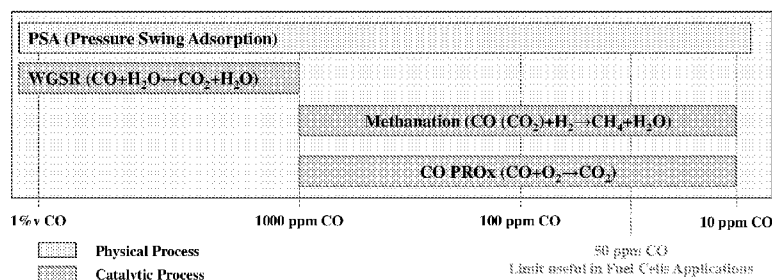 PSA (Pressure Swing Adsorption)
WGSR (CO+H₂O↔CO₂+H₂O)
Methanation (CO (CO₂)+H₂→CH₄+H₂O)
CO PROx (CO+O₂→CO₂)
1%v CO 1000 ppm CO 100 ppm CO 10 ppm CO
Physical Process
50 ppm CO
Catalytic Process
Limit useful in Fuel Cells Applications